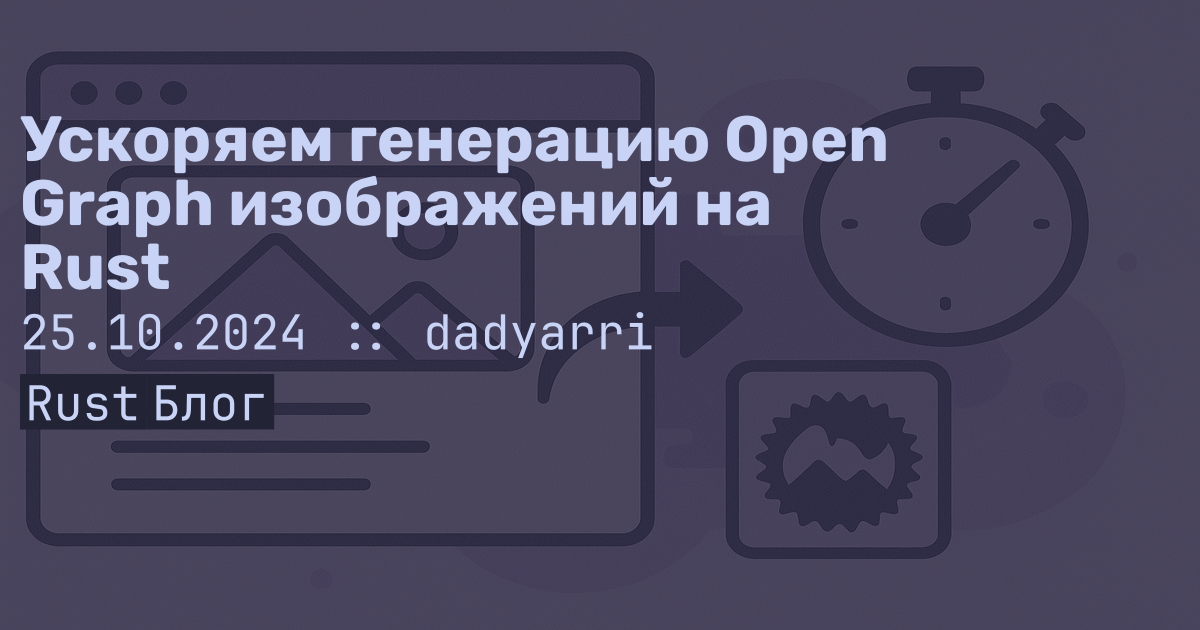 Ускоряем генерацию Open
Graph изображений на
Rust
25.10.2024 :: dadyarri
Rust Блог